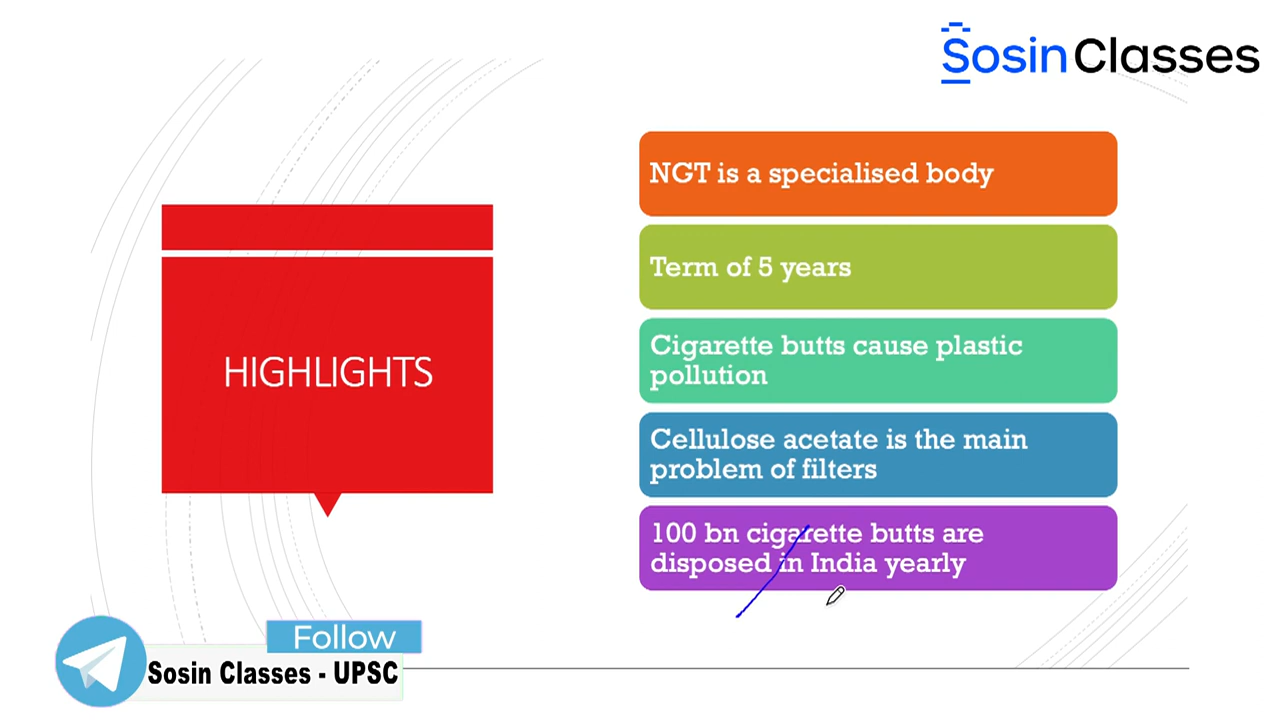 Sosin Classes
HIGHLIGHTS
NGT is a specialised body
Term of 5 years
Cigarette butts cause plastic
pollution
Cellulose acetate is the main
problem of filters
100 bn cigarette butts are
disposed in India yearly
Follow
Sosin Classes - UPSC